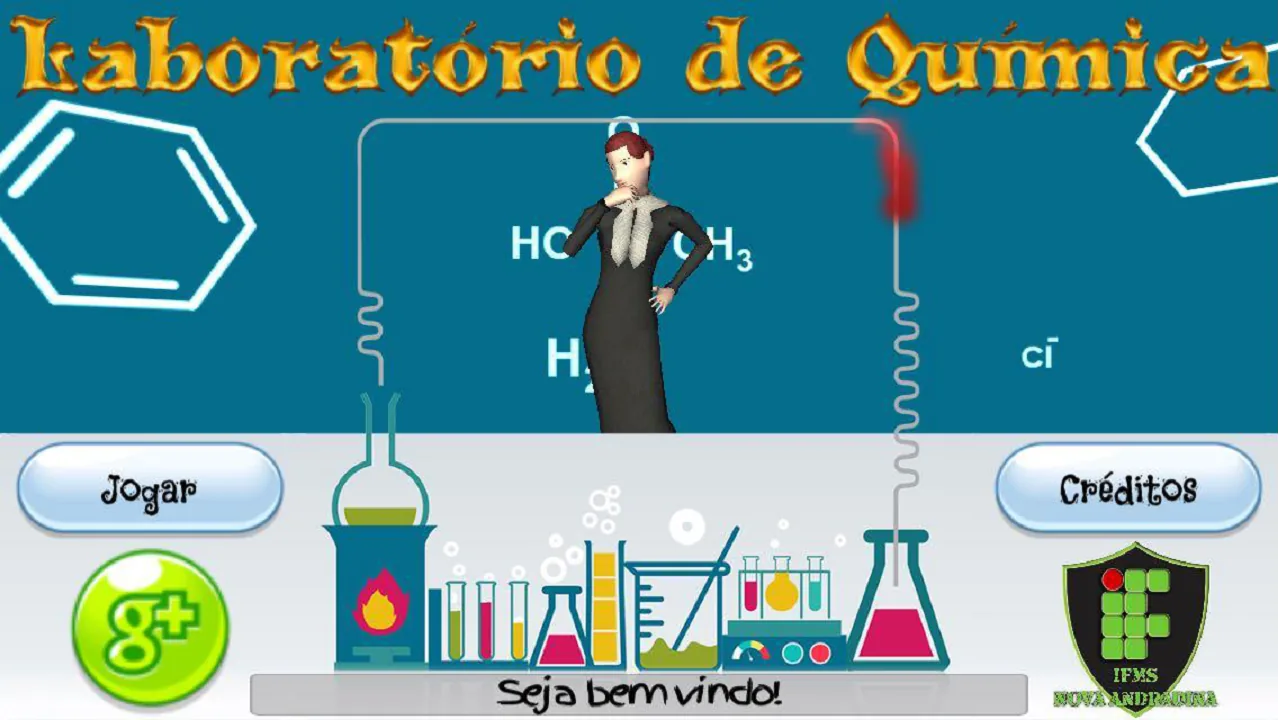 Laboratório de Química
O
HO CH3
H2
Cl-
Jogar
Créditos
g+
IFMS
NOVA ANDRADINA
Seja bem vindo!